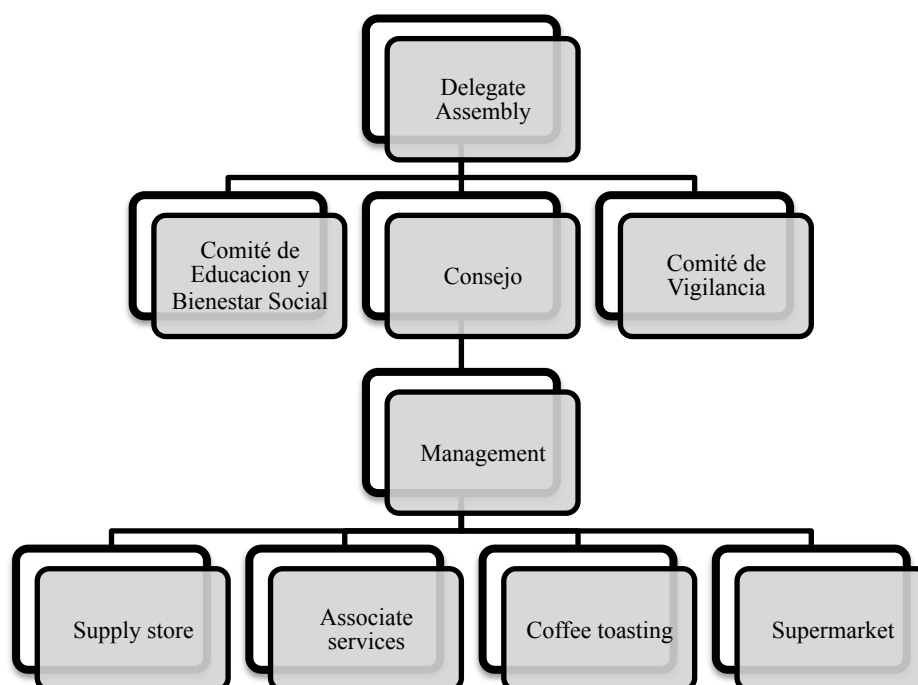 Delegate
Assembly
Comité de
Educacion y
Bienestar Social
Consejo
Comité de
Vigilancia
Management
Supply store
Associate
services
Coffee toasting
Supermarket